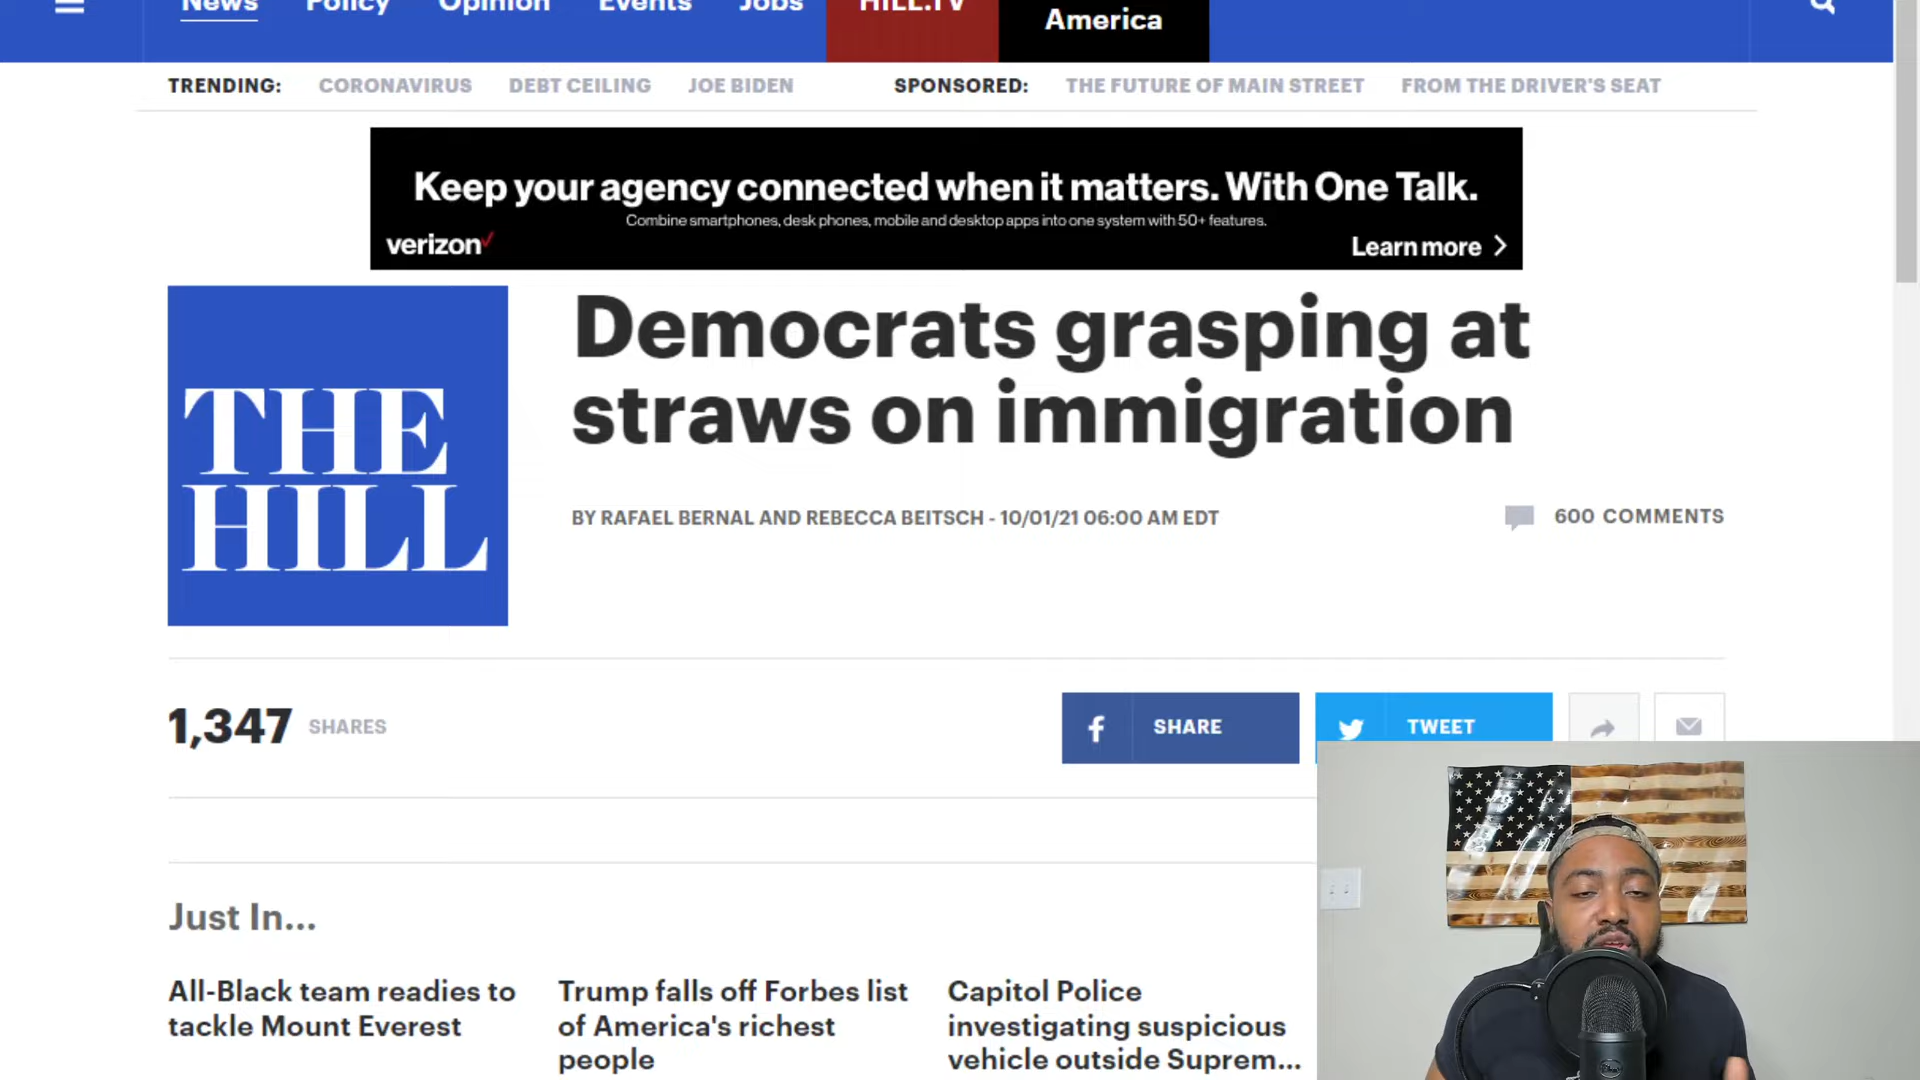 News Policy Opinion Events Jobs HILL.TV America
TRENDING: CORONAVIRUS DEBT CEILING JOE BIDEN SPONSORED: THE FUTURE OF MAIN STREET FROM THE DRIVER'S SEAT
Keep your agency connected when it matters. With One Talk.
Combine smartphones, desk phones, mobile and desktop apps into one system with 50+ features.
verizon
Learn more
THE
HILL
Democrats grasping at
straws on immigration
BY RAFAEL BERNAL AND REBECCA BEITSCH - 10/01/21 06:00 AM EDT
600 COMMENTS
1,347 SHARES
SHARE
TWEET
Just In...
All-Black team readies to
tackle Mount Everest
Trump falls off Forbes list
of America's richest
people
Capitol Police
investigating suspicious
vehicle outside Suprem...